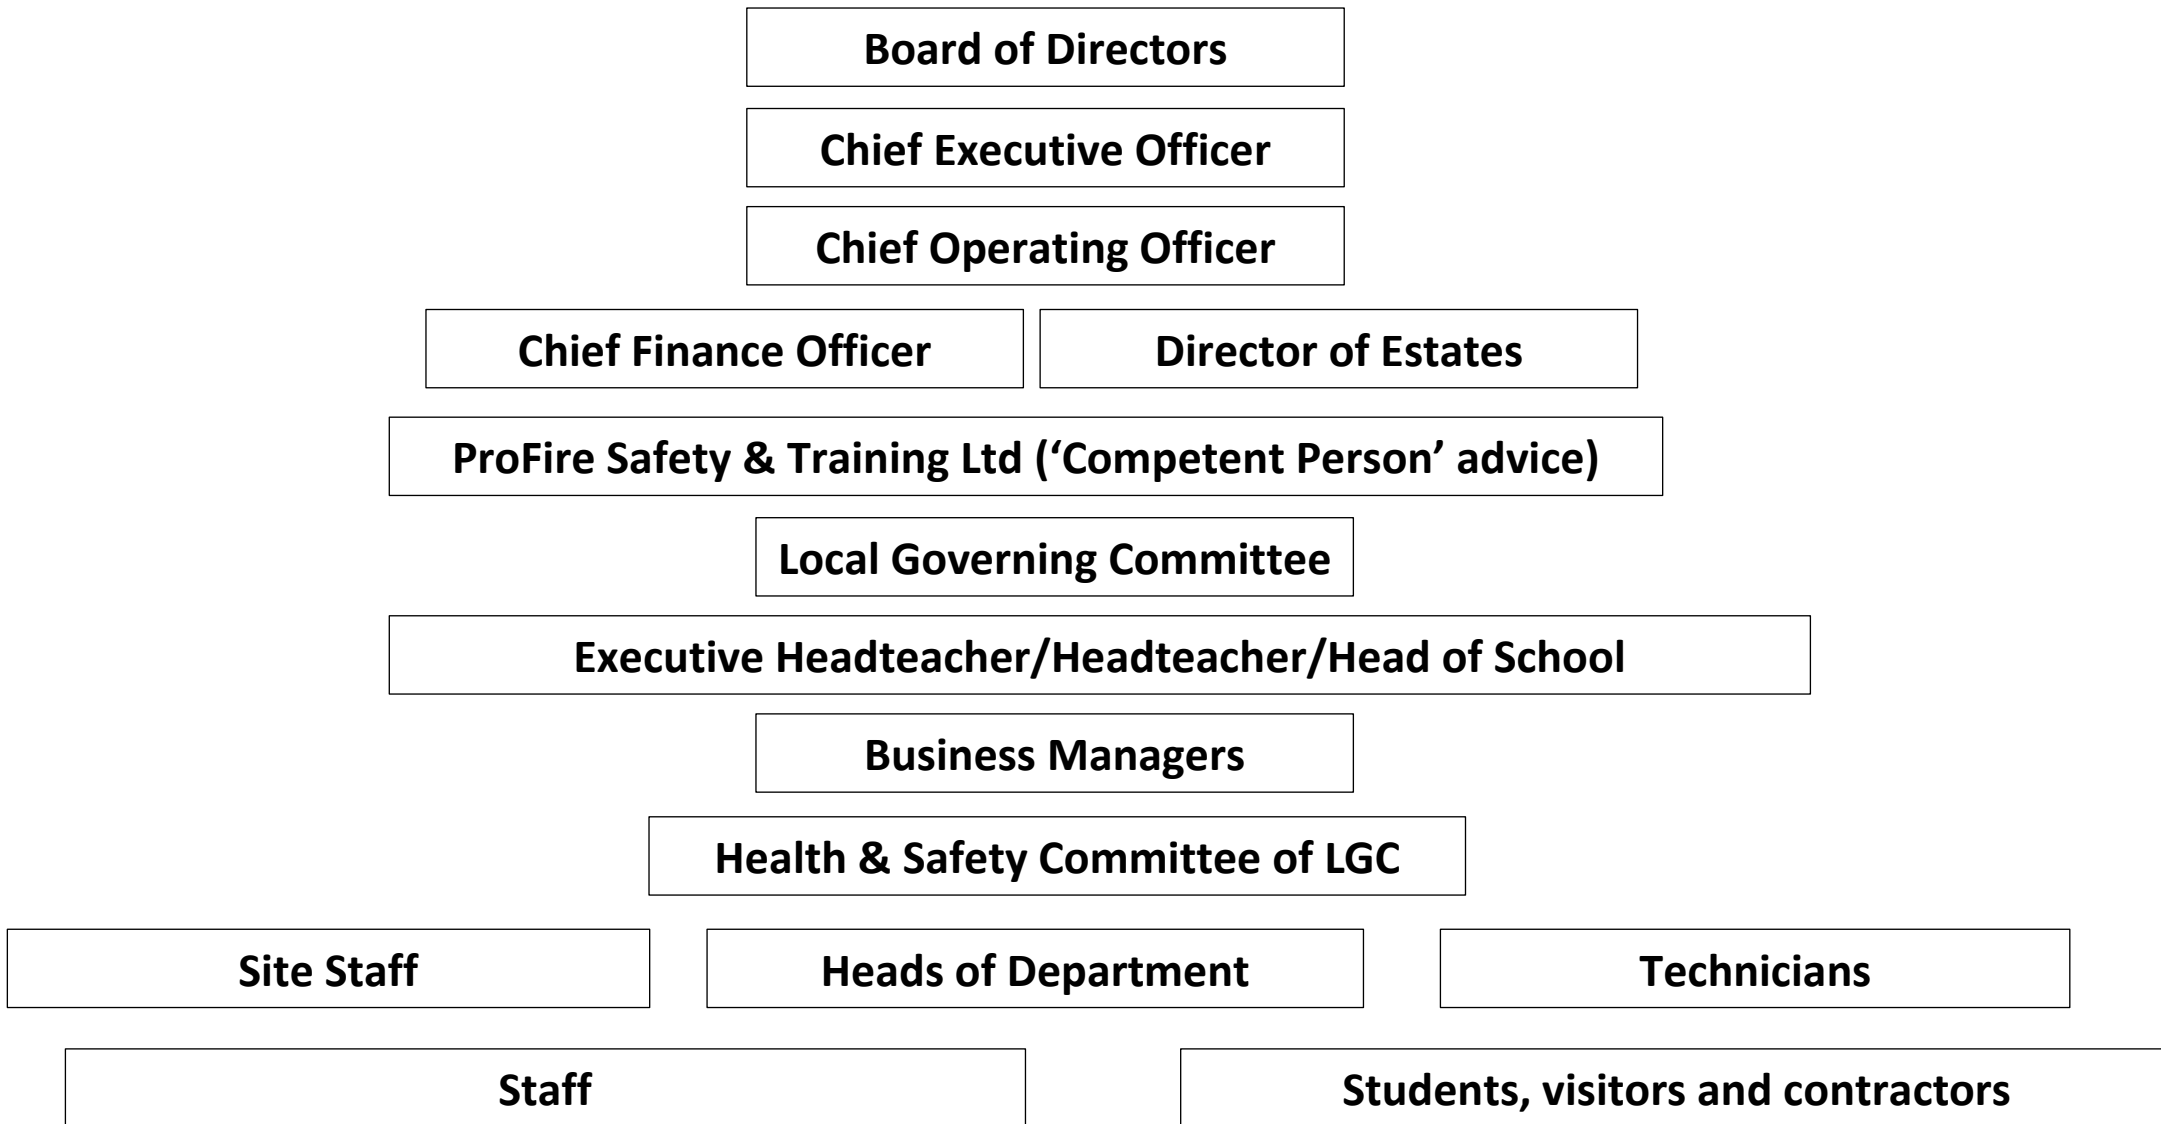 Board of Directors
Chief Executive Officer
Chief Operating Officer
Chief Finance Officer
Director of Estates
ProFire Safety & Training Ltd (‘Competent Person’ advice)
Local Governing Committee
Executive Headteacher/Headteacher/Head of School
Business Managers
Health & Safety Committee of LGC
Site Staff
Heads of Department
Technicians
Staff
Students, visitors and contractors